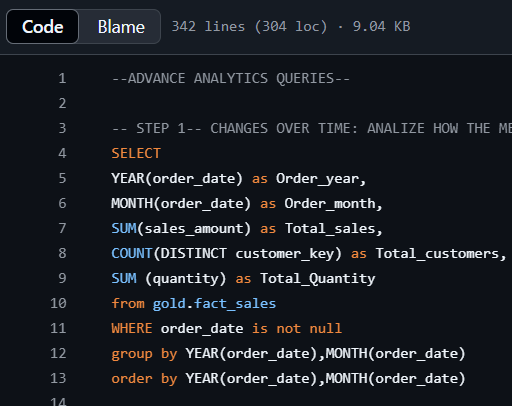 Code Blame 342 lines (304 loc) · 9.04 KB
1 --ADVANCE ANALYTICS QUERIES--
2
3 -- STEP 1-- CHANGES OVER TIME: ANALIZE HOW THE ME
4 SELECT
5 YEAR(order_date) as Order_year,
6 MONTH(order_date) as Order_month,
7 SUM(sales_amount) as Total_sales,
8 COUNT(DISTINCT customer_key) as Total_customers,
9 SUM (quantity) as Total_Quantity
10 from gold.fact_sales
11 WHERE order_date is not null
12 group by YEAR(order_date),MONTH(order_date)
13 order by YEAR(order_date),MONTH(order_date)
14